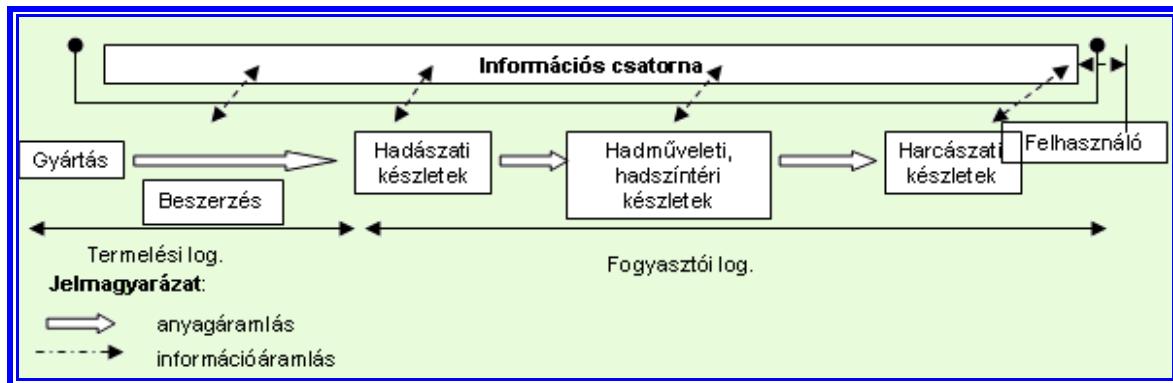 Információs csatorna
Gyártás
Beszerzés
Hadászati
készletek
Hadműveleti,
hadszíntéri
készletek
Harcászati
készletek
Felhasználó
Termelési log.
Fogyasztói log.
Jelmagyarázat:
anyagáramlás
információáramlás